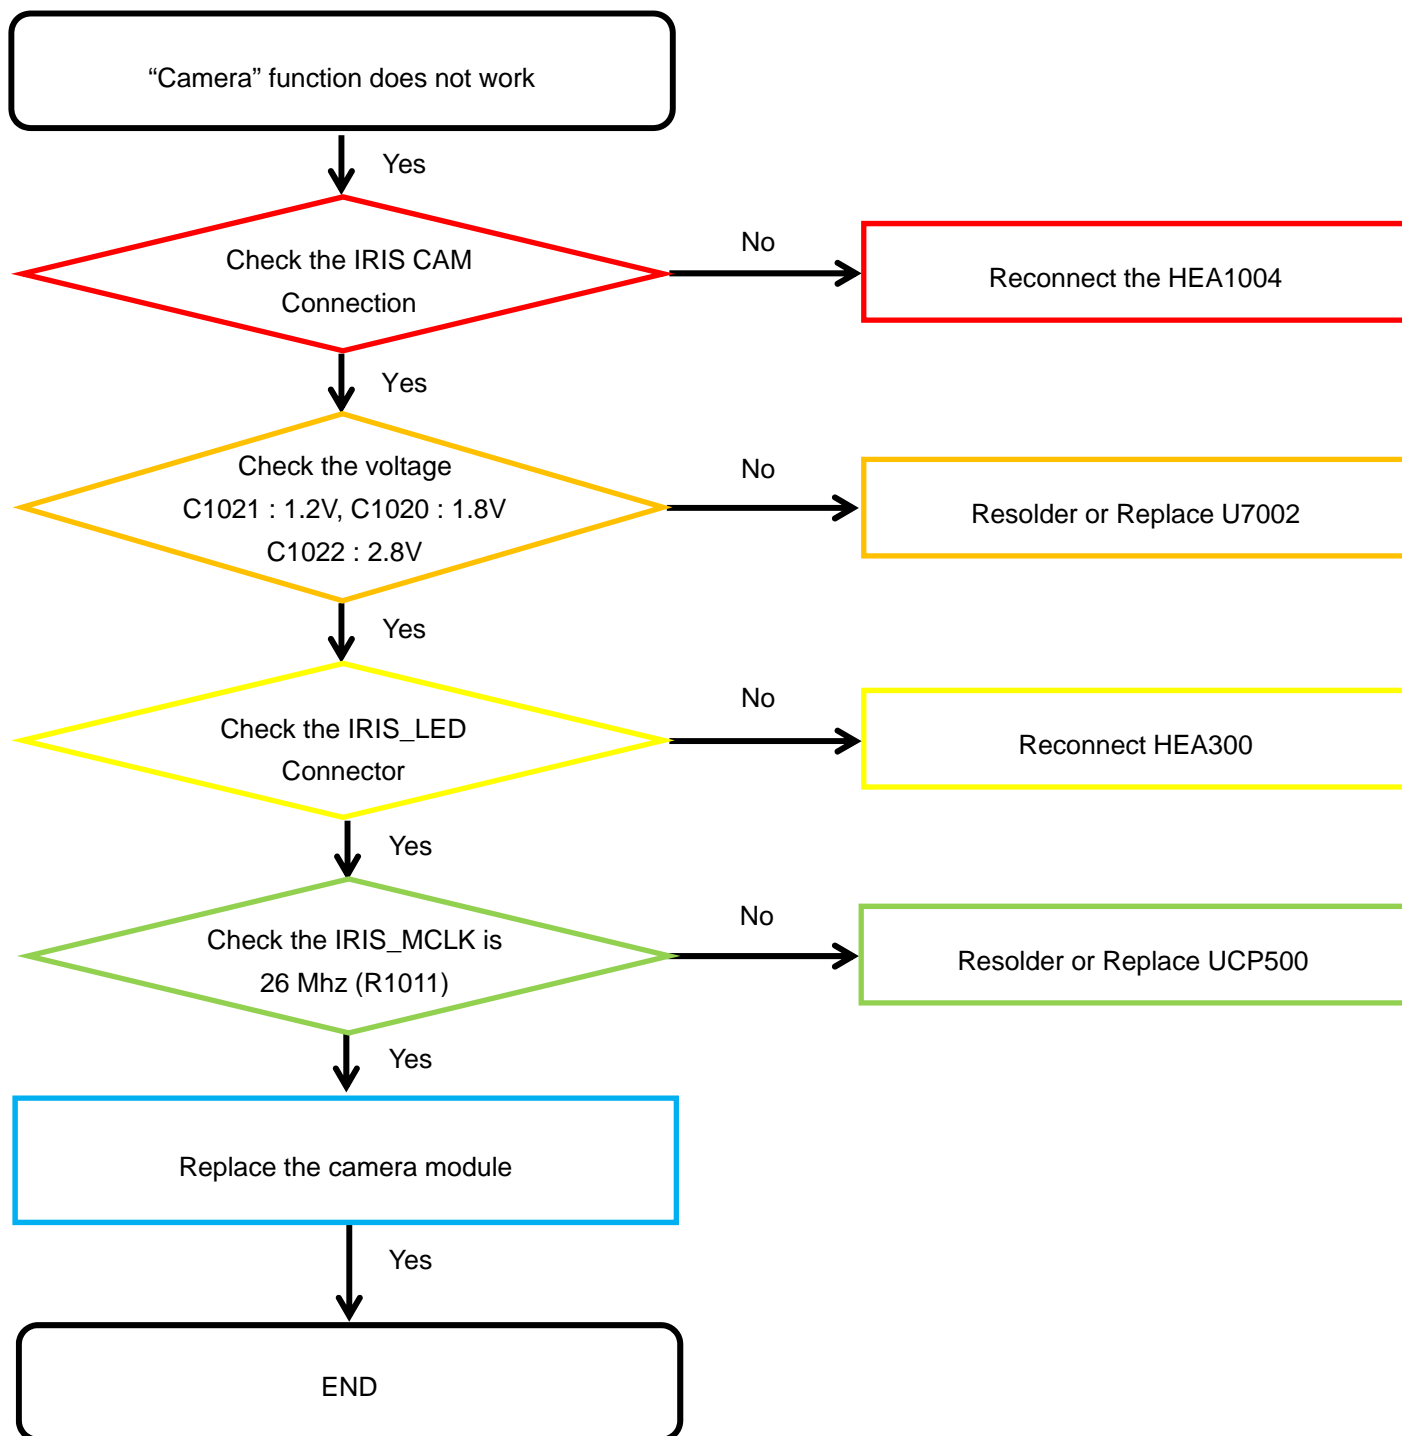 “Camera” function does not work
Yes
Check the IRIS CAM
Connection
No
Reconnect the HEA1004
Yes
Check the voltage
C1021 : 1.2V, C1020 : 1.8V
C1022 : 2.8V
No
Resolder or Replace U7002
Yes
Check the IRIS_LED
Connector
No
Reconnect HEA300
Yes
Check the IRIS_MCLK is
26 Mhz (R1011)
No
Resolder or Replace UCP500
Yes
Replace the camera module
Yes
END